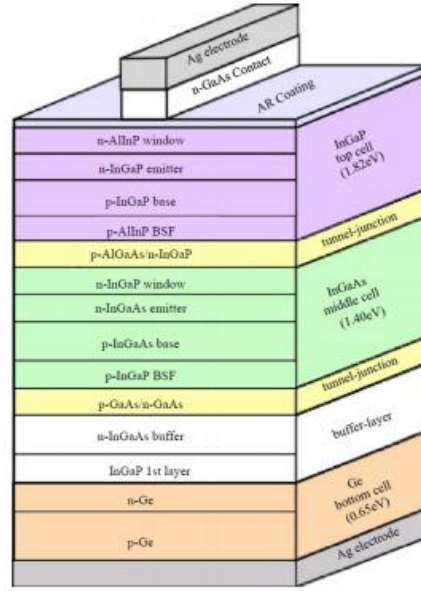 Ag electrode
n-GaAs Contact
AR Coating
n-AlInP window
n-InGaP emitter
p-InGaP base
p-AlInP BSF
InGaP
top cell
(1.82eV)
p-AlGaAs/n-InGaP
tunnel-junction
n-InGaP window
n-InGaAs emitter
p-InGaAs base
p-InGaP BSF
InGaAs
middle cell
(1.40eV)
p-GaAs/n-GaAs
tunnel-junction
n-InGaAs buffer
buffer-layer
InGaP 1st layer
n-Ge
p-Ge
Ge
bottom cell
(0.65eV)
Ag electrode